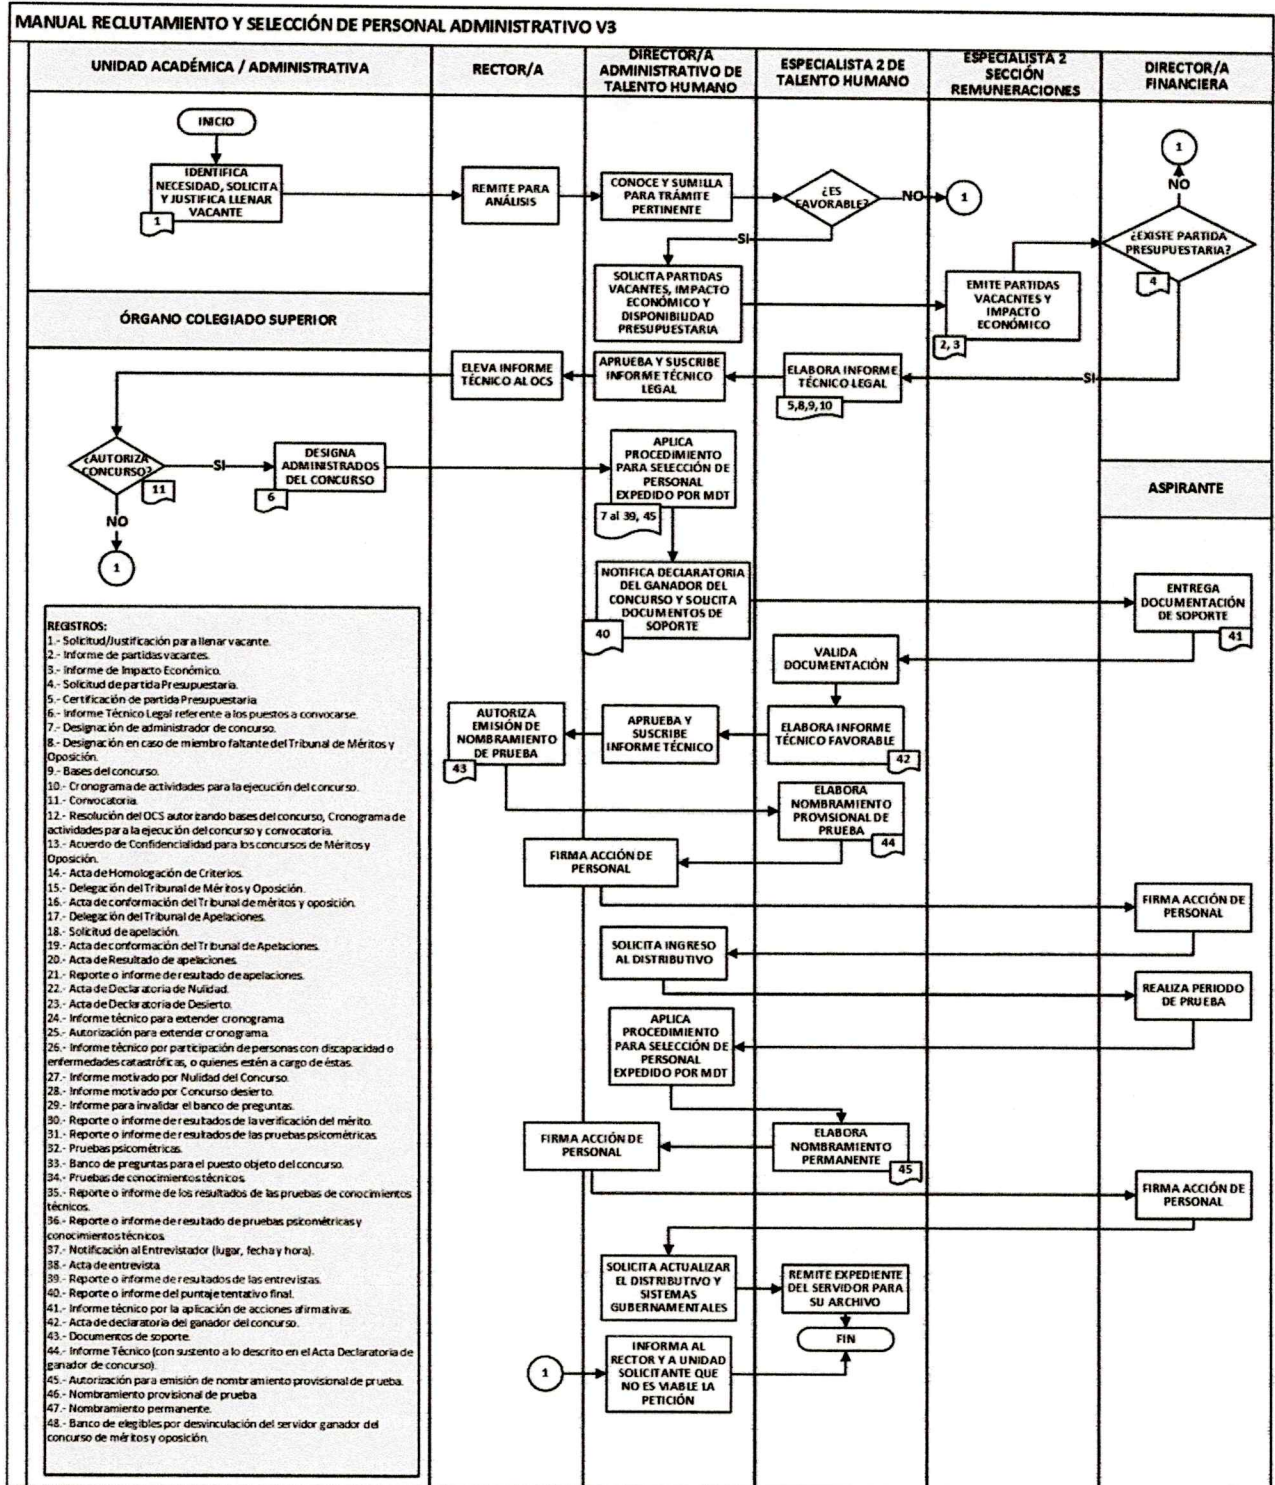 MANUAL RECLUTAMIENTO Y SELECCIÓN DE PERSONAL ADMINISTRATIVO V3
UNIDAD ACADÉMICA / ADMINISTRATIVA
RECTOR/A
DIRECTOR/A
ADMINISTRATIVO DE
TALENTO HUMANO
ESPECIALISTA 2 DE
TALENTO HUMANO
ESPECIALISTA 2
SECCIÓN
REMUNERACIONES
DIRECTOR/A
FINANCIERA
INICIO
IDENTIFICA
NECESIDAD, SOLICITA
Y JUSTIFICA LLENAR
VACANTE
1
REMITE PARA
ANÁLISIS
CONOCE Y SUMILLA
PARA TRÁMITE
PERTINENTE
¿ES
FAVORABLE?
NO
1
1
NO
¿EXISTE PARTIDA
PRESUPUESTARIA?
4
SI
SOLICITA PARTIDAS
VACANTES, IMPACTO
ECONÓMICO Y
DISPONIBILIDAD
PRESUPUESTARIA
EMITE PARTIDAS
VACACNTES Y
IMPACTO
ECONÓMICO
2, 3
ÓRGANO COLEGIADO SUPERIOR
SI
ELABORA INFORME
TÉCNICO LEGAL
5,8,9,10
APRUEBA Y SUSCRIBE
INFORME TÉCNICO
LEGAL
ELEVA INFORME
TÉCNICO AL OCS
¿AUTORIZA
CONCURSO?
11
SI
NO
1
DESIGNA
ADMINISTRADOS
DEL CONCURSO
6
APLICA
PROCEDIMIENTO
PARA SELECCIÓN DE
PERSONAL
EXPEDIDO POR MDT
7 al 39, 45
ASPIRANTE
NOTIFICA DECLARATORIA
DEL GANADOR DEL
CONCURSO Y SOLICITA
DOCUMENTOS DE
SOPORTE
40
ENTREGA
DOCUMENTACIÓN
DE SOPORTE
41
VALIDA
DOCUMENTACIÓN
ELABORA INFORME
TÉCNICO FAVORABLE
42
APRUEBA Y
SUSCRIBE
INFORME TÉCNICO
AUTORIZA
EMISIÓN DE
NOMBRAMIENTO
DE PRUEBA
43
ELABORA
NOMBRAMIENTO
PROVISIONAL DE
PRUEBA
44
FIRMA ACCIÓN DE
PERSONAL
FIRMA ACCIÓN DE
PERSONAL
SOLICITA INGRESO
AL DISTRIBUTIVO
REALIZA PERIODO
DE PRUEBA
APLICA
PROCEDIMIENTO
PARA SELECCIÓN DE
PERSONAL
EXPEDIDO POR MDT
ELABORA
NOMBRAMIENTO
PERMANENTE
45
FIRMA ACCIÓN DE
PERSONAL
FIRMA ACCIÓN DE
PERSONAL
SOLICITA ACTUALIZAR
EL DISTRIBUTIVO Y
SISTEMAS
GUBERNAMENTALES
REMITE EXPEDIENTE
DEL SERVIDOR PARA
SU ARCHIVO
FIN
1
INFORMA AL
RECTOR Y A UNIDAD
SOLICITANTE QUE
NO ES VIABLE LA
PETICIÓN
REGISTROS:
1.- Solicitud/Justificación para llenar vacante.
2.- Informe de partidas vacantes.
3.- Informe de Impacto Económico.
4.- Solicitud de partida Presupuestaria.
5.- Certificación de partida Presupuestaria
6.- Informe Técnico Legal referente a los puestos a convocarse.
7.- Designación de administrador de concurso.
8.- Designación en caso de miembro faltante del Tribunal de Méritos y
Oposición.
9.- Bases del concurso.
10.- Cronograma de actividades para la ejecución del concurso.
11.- Convocatoria.
12.- Resolución del OCS autorizando bases del concurso, Cronograma de
actividades para la ejecución del concurso y convocatoria.
13.- Acuerdo de Confidencialidad para los concursos de Méritos y
Oposición.
14.- Acta de Homologación de Criterios.
15.- Delegación del Tribunal de Méritos y Oposición.
16.- Acta de conformación del Tribunal de méritos y oposición.
17.- Delegación del Tribunal de Apelaciones.
18.- Solicitud de apelación.
19.- Acta de conformación del Tribunal de Apelaciones.
20.- Acta de Resultado de apelaciones.
21.- Reporte o informe de resultado de apelaciones.
22.- Acta de Declaratoria de Nulidad.
23.- Acta de Declaratoria de Desierto.
24.- Informe técnico para extender cronograma.
25.- Autorización para extender cronograma.
26.- Informe técnico por participación de personas con discapacidad o
enfermedades catastróficas, o quienes estén a cargo de éstas.
27.- Informe motivado por Nulidad del Concurso.
28.- Informe motivado por Concurso desierto.
29.- Informe para invalidar el banco de preguntas.
30.- Reporte o informe de resultados de la verificación del mérito.
31.- Reporte o informe de resultados de las pruebas psicométricas.
32.- Pruebas psicométricas.
33.- Banco de preguntas para el puesto objeto del concurso.
34.- Pruebas de conocimientos técnicos.
35.- Reporte o informe de los resultados de las pruebas de conocimientos
técnicos.
36.- Reporte o informe de resultado de pruebas psicométricas y
conocimientos técnicos.
37.- Notificación al Entrevistador (lugar, fecha y hora).
38.- Acta de entrevista.
39.- Reporte o informe de resultados de las entrevistas.
40.- Reporte o informe del puntaje tentativo final.
41.- Informe técnico por la aplicación de acciones afirmativas.
42.- Acta de declaratoria del ganador del concurso.
43.- Documentos de soporte.
44.- Informe Técnico (con sustento a lo descrito en el Acta Declaratoria de
ganador de concurso).
45.- Autorización para emisión de nombramiento provisional de prueba.
46.- Nombramiento provisional de prueba
47.- Nombramiento permanente.
48.- Banco de elegibles por desvinculación del servidor ganador del
concurso de méritos y oposición.